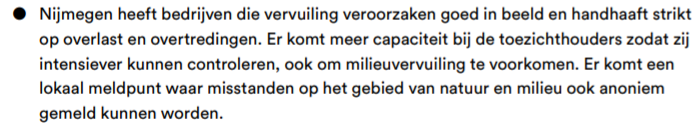 ● Nijmegen heeft bedrijven die vervuiling veroorzaken goed in beeld en handhaaft strikt
op overlast en overtredingen. Er komt meer capaciteit bij de toezichthouders zodat zij
intensiever kunnen controleren, ook om milieuvervuiling te voorkomen. Er komt een
lokaal meldpunt waar misstanden op het gebied van natuur en milieu ook anoniem
gemeld kunnen worden.